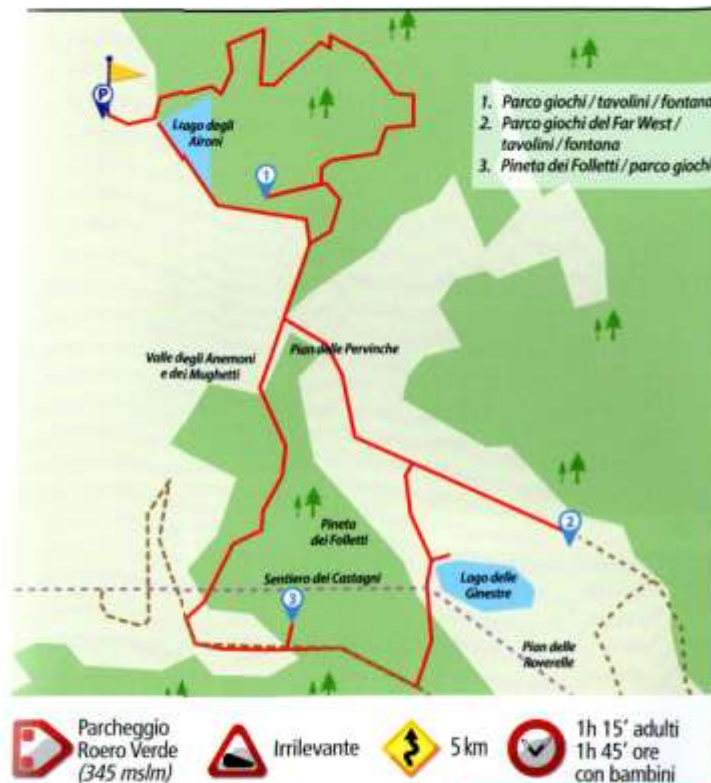 P
1. Parco giochi / tavolini / fontana
2. Parco giochi del Far West /
tavolini / fontana
3. Pineta dei Folletti / parco giochi
Lago degli
Aironi
1
Valle degli Anemoni
e dei Mughetti
Pian delle Pervinche
2
Pineta
dei Folletti
Sentiero dei Castagni
Lago delle
Ginestre
3
Pian delle
Roverelle
Parcheggio
Roero Verde
(345 mslm)
Irrilevante
5 km
1h 15' adulti
1h 45' ore
con bambini